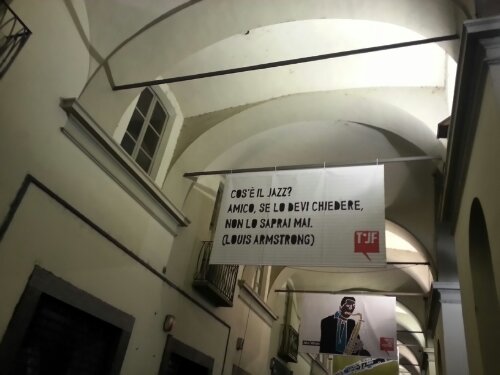 COS'È IL JAZZ?
AMICO, SE LO DEVI CHIEDERE,
NON LO SAPRAI MAI.
(LOUIS ARMSTRONG)
TJF